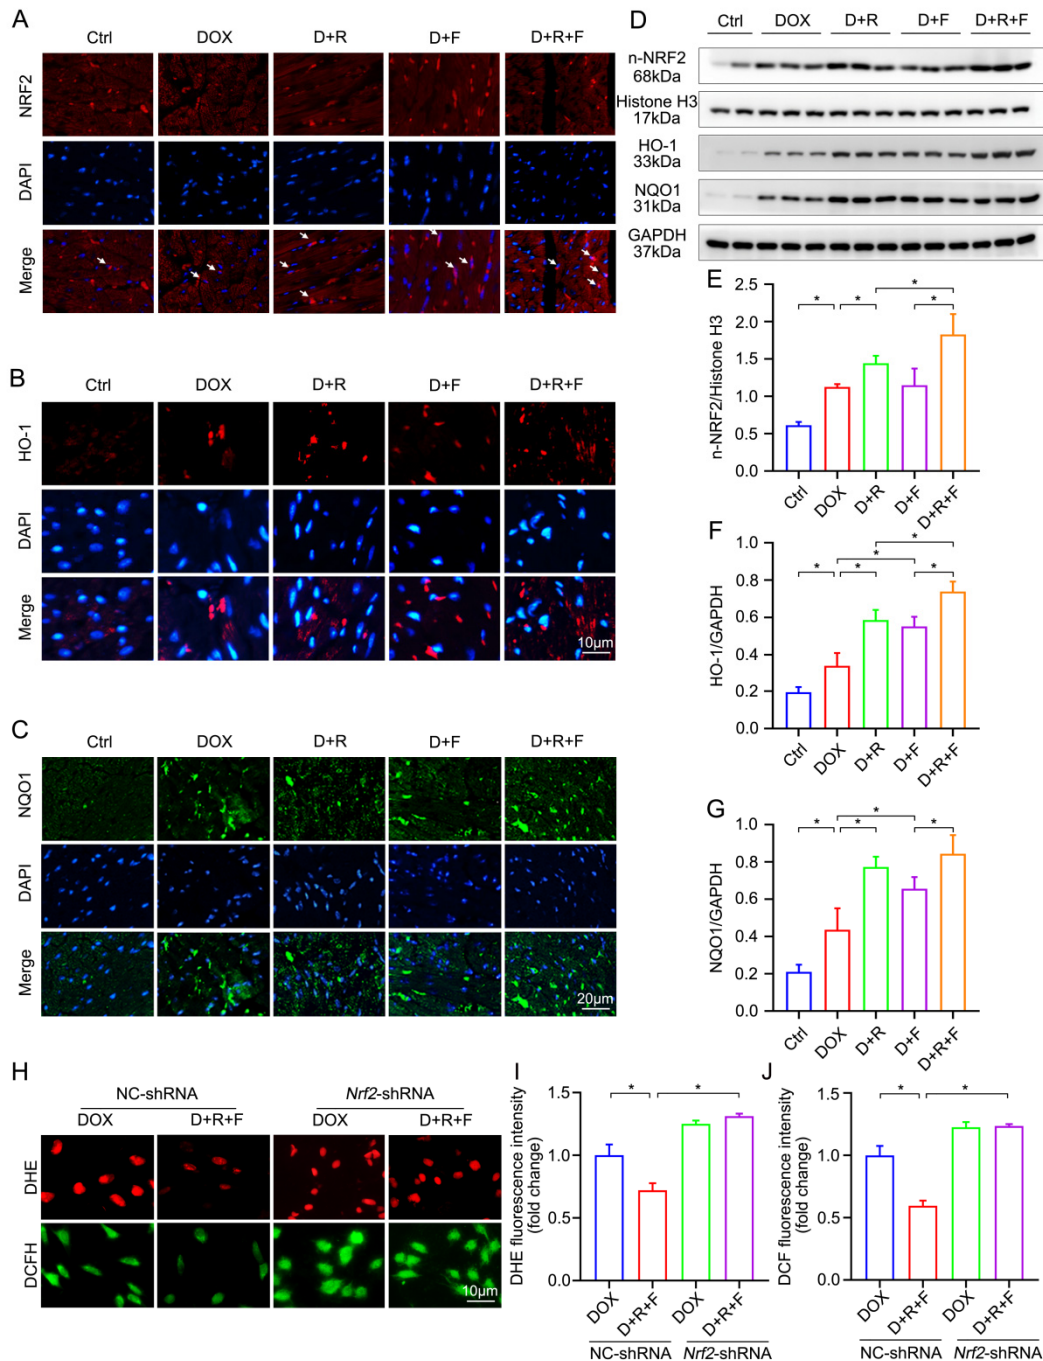 A
Ctrl DOX D+R D+F D+R+F
NRF2
DAPI
Merge
B
Ctrl DOX D+R D+F D+R+F
HO-1
DAPI
Merge
10μm
C
Ctrl DOX D+R D+F D+R+F
NQO1
DAPI
Merge
20μm
D
Ctrl DOX D+R D+F D+R+F
n-NRF2
68kDa
Histone H3
17kDa
HO-1
33kDa
NQO1
31kDa
GAPDH
37kDa
E
n-NRF2/Histone H3
2.5
2.0
1.5
1.0
0.5
0.0
* * * *
Ctrl DOX D+R D+F D+R+F
F
HO-1/GAPDH
1.0
0.8
0.6
0.4
0.2
0.0
* * * * *
Ctrl DOX D+R D+F D+R+F
G
NQO1/GAPDH
1.0
0.8
0.6
0.4
0.2
0.0
* * * *
Ctrl DOX D+R D+F D+R+F
H
NC-shRNA Nrf2-shRNA
DOX D+R+F DOX D+R+F
DHE
DCFH
10μm
I
DHE fluorescence intensity
(fold change)
1.5
1.0
0.5
0.0
* *
DOX D+R+F DOX D+R+F
NC-shRNA Nrf2-shRNA
J
DCF fluorescence intensity
(fold change)
1.5
1.0
0.5
0.0
* *
DOX D+R+F DOX D+R+F
NC-shRNA Nrf2-shRNA